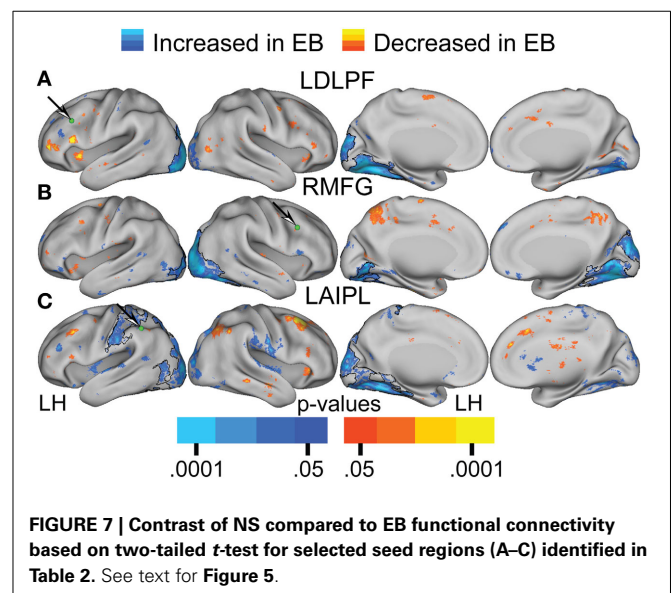 Increased in EB Decreased in EB
A LDLPF
B RMFG
C LAIPL
LH p-values LH
.0001 .05 .05 .0001
FIGURE 7 | Contrast of NS compared to EB functional connectivity
based on two-tailed t-test for selected seed regions (A–C) identified in
Table 2. See text for Figure 5.